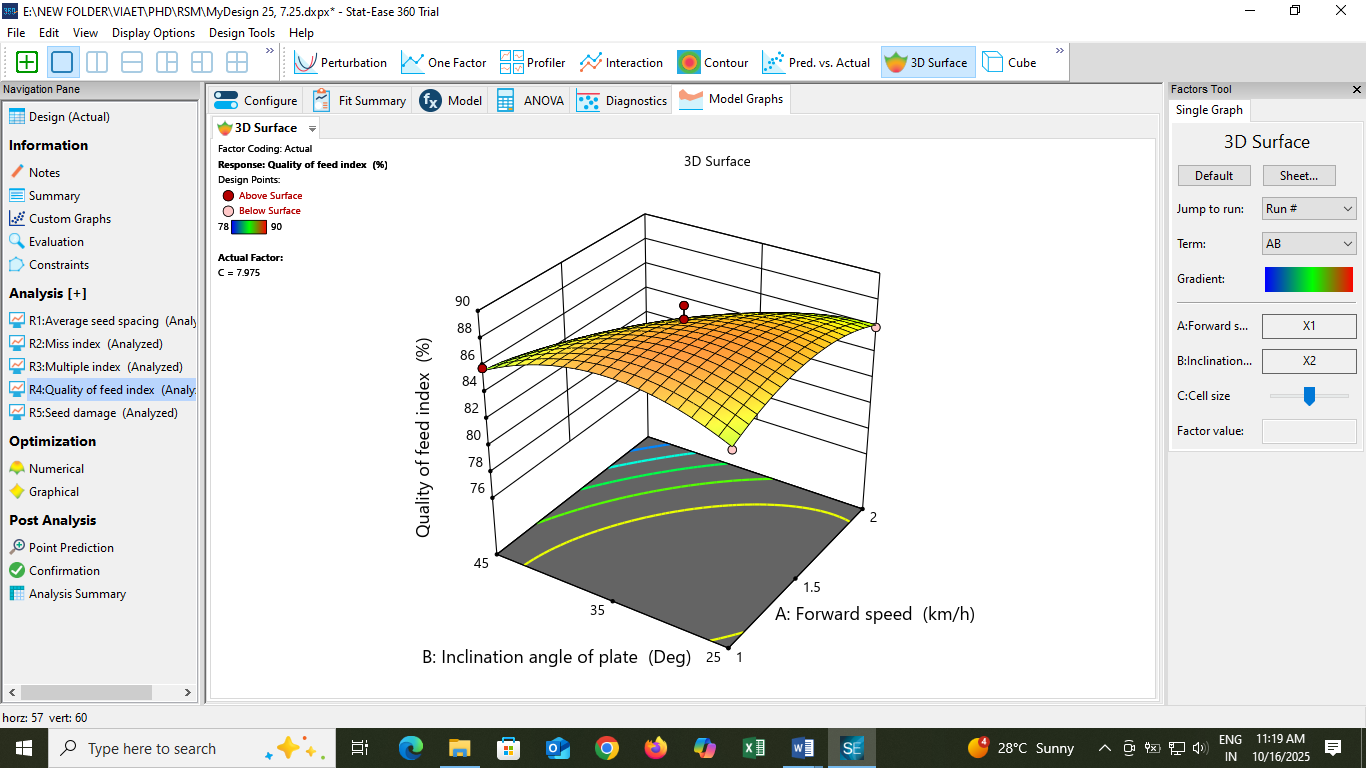 E:\NEW FOLDER\VIAET\PHD\RSM\MyDesign 25, 7.25.dxpx* - Stat-Ease 360 Trial
File Edit View Display Options Design Tools Help
» Perturbation One Factor Profiler Interaction Contour Pred. vs. Actual 3D Surface Cube »
Navigation Pane
Design (Actual)
Information
Notes
Summary
Custom Graphs
Evaluation
Constraints
Analysis [+]
R1:Average seed spacing (Analy
R2:Miss index (Analyzed)
R3:Multiple index (Analyzed)
R4:Quality of feed index (Analy
R5:Seed damage (Analyzed)
Optimization
Numerical
Graphical
Post Analysis
Point Prediction
Confirmation
Analysis Summary
Configure Fit Summary Model ANOVA Diagnostics Model Graphs
3D Surface
Factor Coding: Actual
Response: Quality of feed index (%)
Design Points:
Above Surface
Below Surface
78 90
Actual Factor:
C = 7.975
3D Surface
90
88
86
84
82
80
78
76
Quality of feed index (%)
45
35
25
B: Inclination angle of plate (Deg)
1
1.5
2
A: Forward speed (km/h)
Factors Tool
Single Graph
3D Surface
Default Sheet...
Jump to run: Run #
Term: AB
Gradient:
A:Forward s... X1
B:Inclination... X2
C:Cell size
Factor value:
horz: 57 vert: 60
Type here to search
SE
4
28°C Sunny
ENG
IN
11:19 AM
10/16/2025